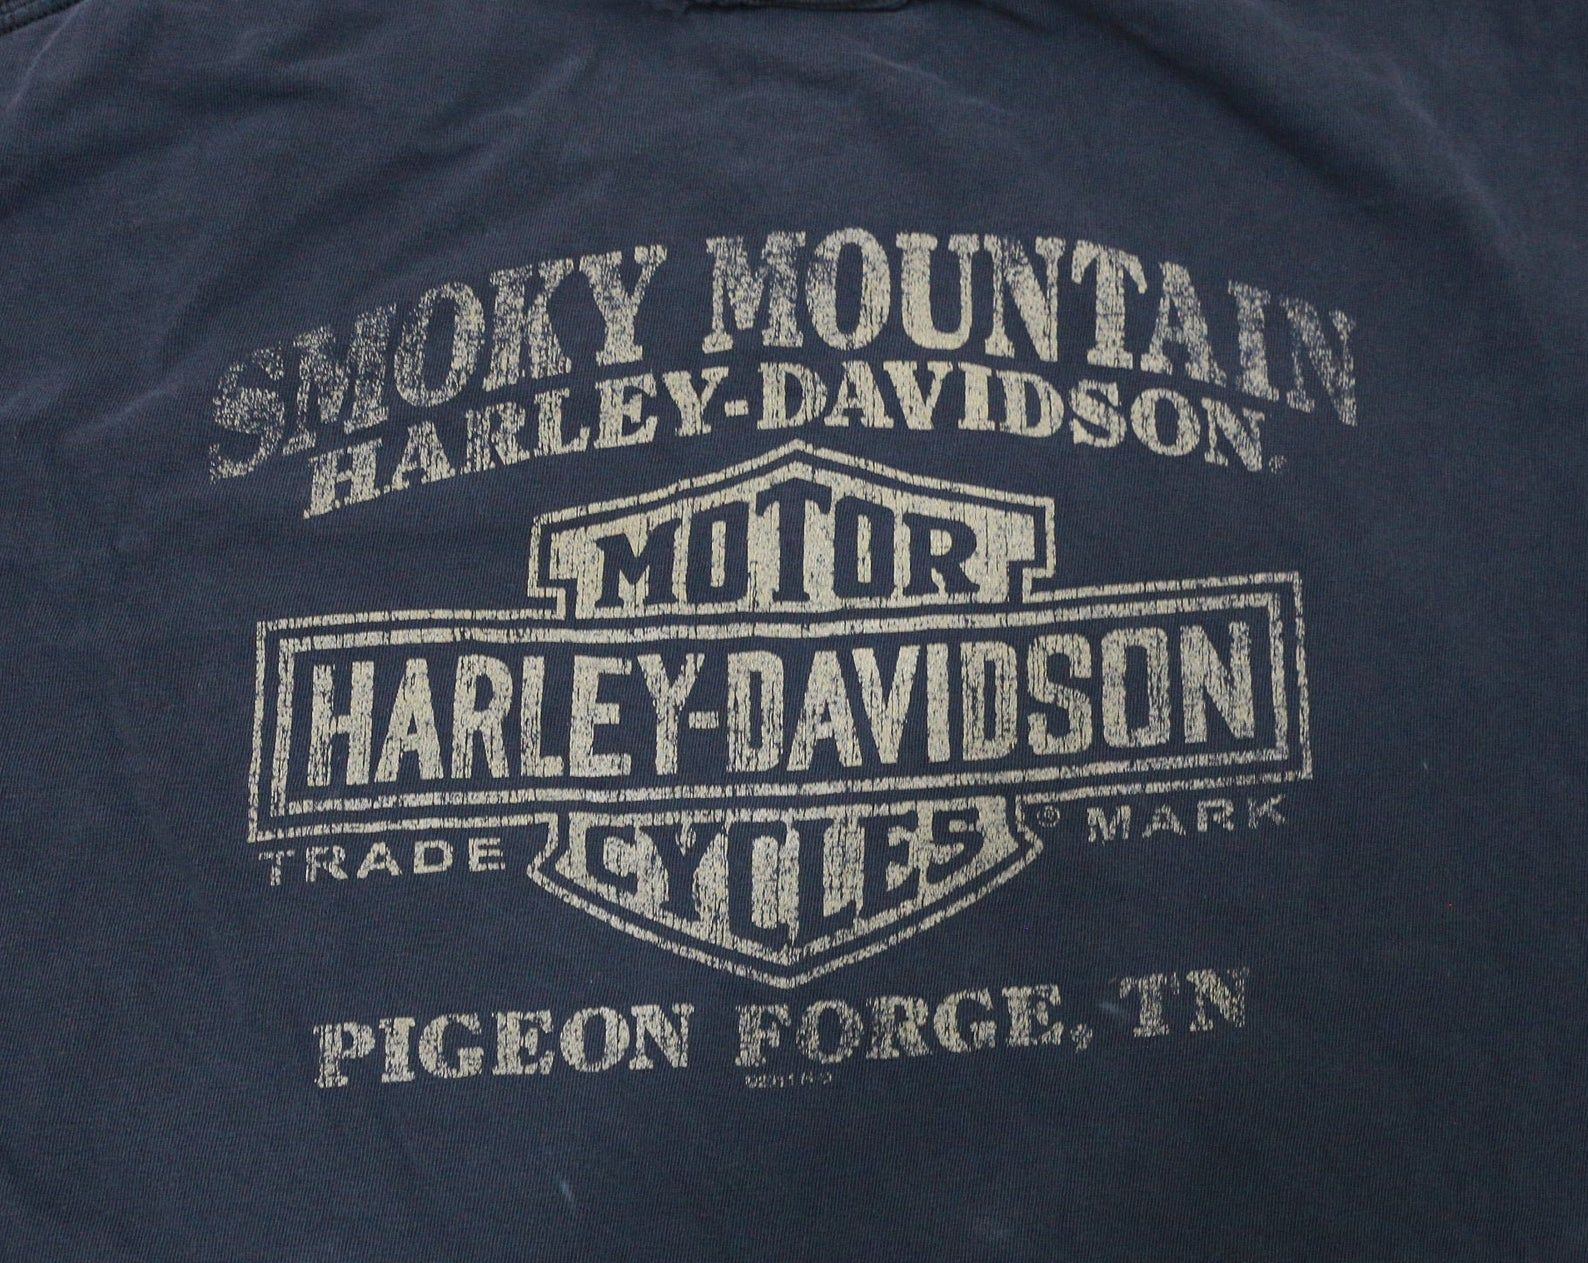 SMOKY MOUNTAIN
HARLEY-DAVIDSON®
MOTOR
HARLEY-DAVIDSON
CYCLES
TRADE ® MARK
PIGEON FORGE, TN